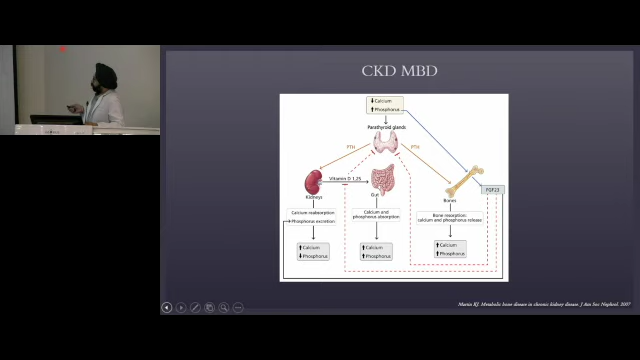 CKD MBD
⬇Calcium
⬆Phosphorus
Parathyroid glands
PTH
PTH
Vitamin D 1,25
Kidneys
Gut
Bones
FGF23
Calcium reabsorption
Phosphorus excretion
Calcium and
phosphorus absorption
Bone resorption:
calcium and phosphorus release
⬆Calcium
⬇Phosphorus
⬆Calcium
⬆Phosphorus
⬆Calcium
⬆Phosphorus
Martin KJ. Metabolic bone disease in chronic kidney disease. J Am Soc Nephrol. 2007